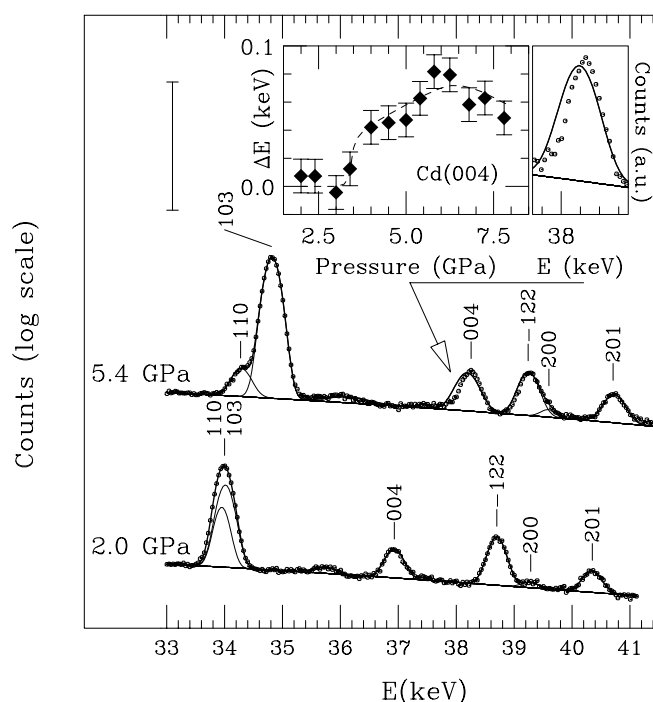 0.1
0.0
ΔE (keV)
Cd(004)
2.5 5.0 7.5
Pressure (GPa)
Counts (a.u.)
38
E (keV)
Counts (log scale)
5.4 GPa
103
110
004
122
200
201
2.0 GPa
110
103
004
122
200
201
33 34 35 36 37 38 39 40 41
E(keV)